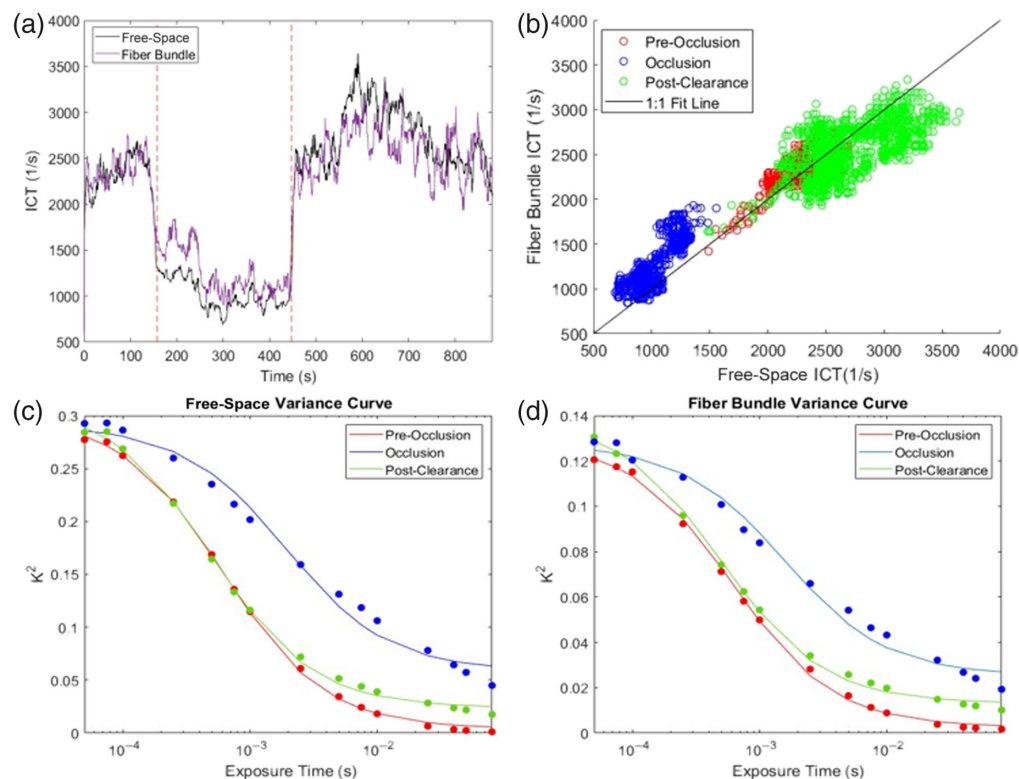 (a)
4000
3500
3000
2500
2000
1500
1000
500
ICT (1/s)
Free-Space
Fiber Bundle
0 100 200 300 400 500 600 700 800
Time (s)
(b)
4000
3500
3000
2500
2000
1500
1000
500
Fiber Bundle ICT (1/s)
Pre-Occlusion
Occlusion
Post-Clearance
1:1 Fit Line
500 1000 1500 2000 2500 3000 3500 4000
Free-Space ICT(1/s)
(c)
Free-Space Variance Curve
0.3
0.25
0.2
0.15
0.1
0.05
0
K²
Pre-Occlusion
Occlusion
Post-Clearance
10⁻⁴ 10⁻³ 10⁻²
Exposure Time (s)
(d)
Fiber Bundle Variance Curve
0.14
0.12
0.1
0.08
0.06
0.04
0.02
0
K²
Pre-Occlusion
Occlusion
Post-Clearance
10⁻⁴ 10⁻³ 10⁻²
Exposure Time (s)